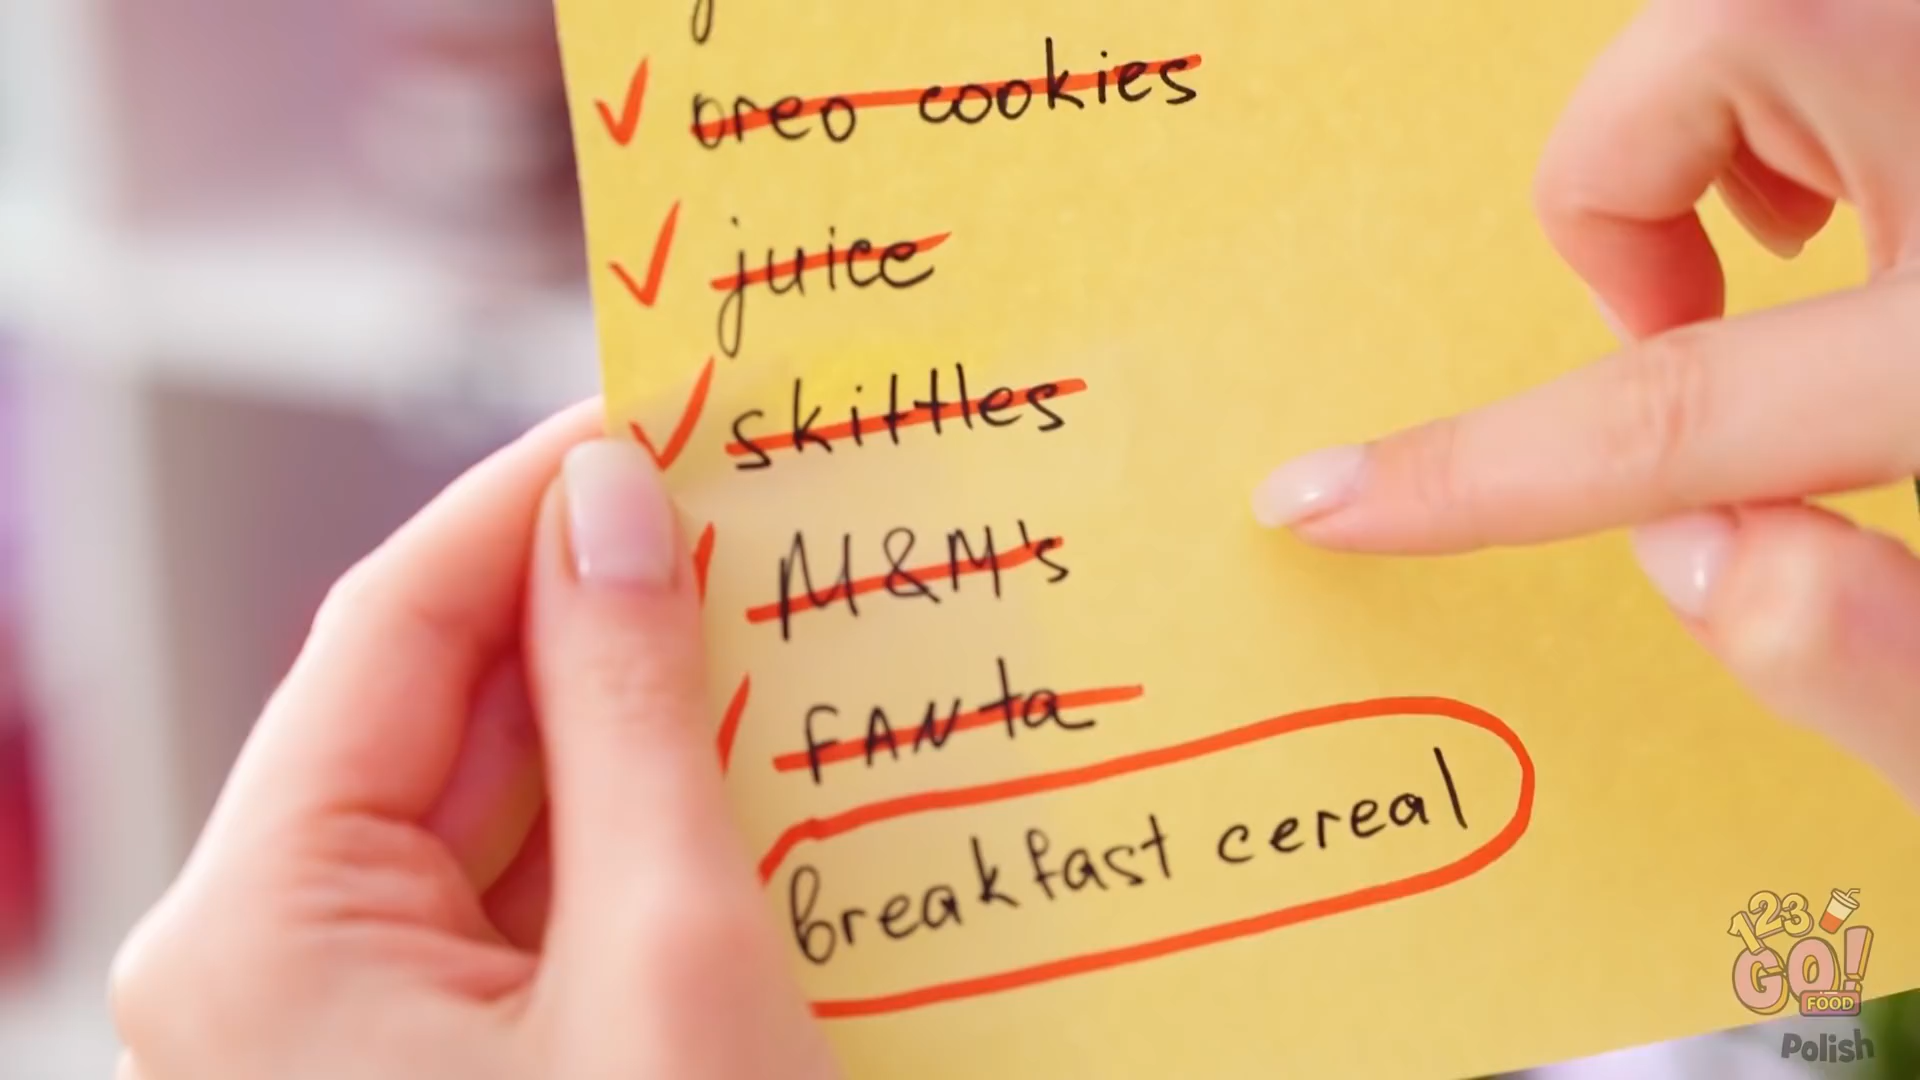 oreo cookies
juice
skittles
M&M's
FANta
breakfast cereal
123
GO!
FOOD
Polish